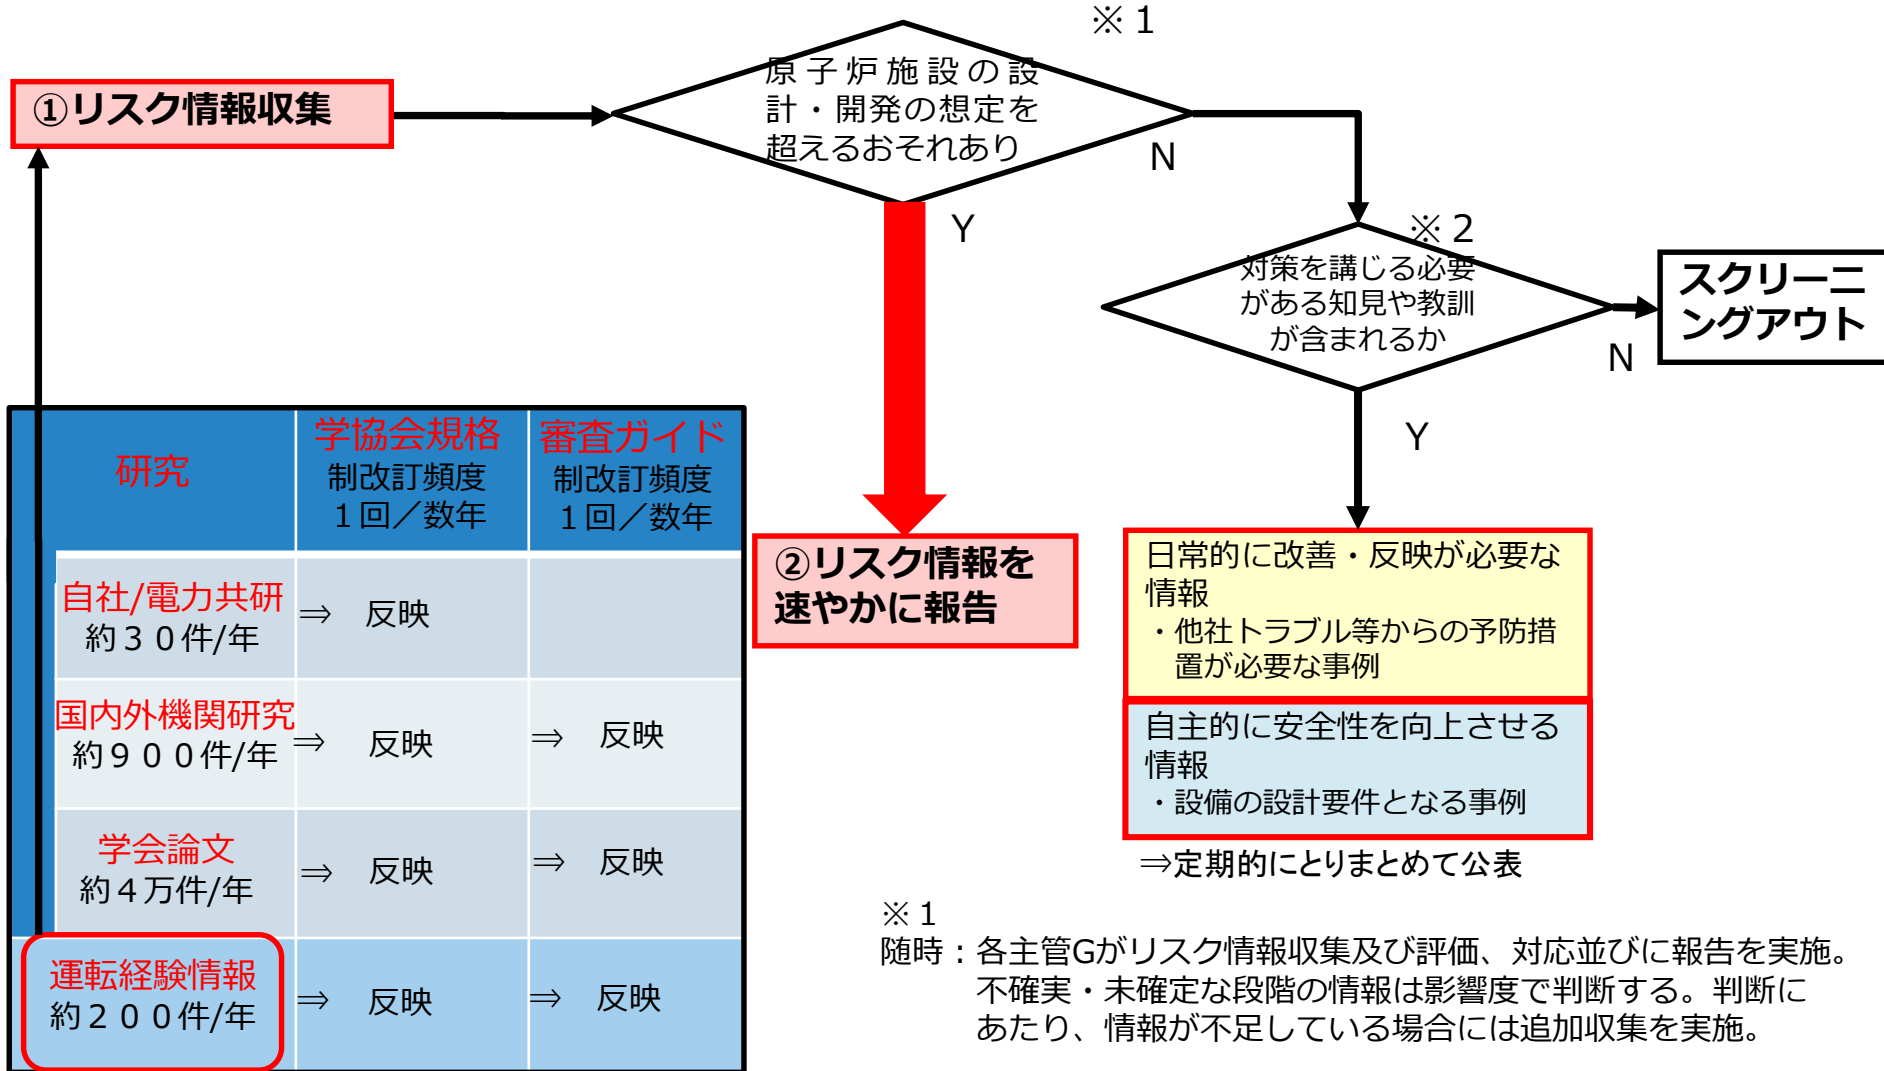 ※１
①リスク情報収集
原子炉施設の設
計・開発の想定を
超えるおそれあり
N
Y
※２
対策を講じる必要
がある知見や教訓
が含まれるか
N
Y
スクリーニ
ングアウト
研究
学協会規格
制改訂頻度
１回／数年
審査ガイド
制改訂頻度
１回／数年
自社/電力共研
約３０件/年
⇒ 反映
国内外機関研究
約９００件/年
⇒ 反映
⇒ 反映
学会論文
約４万件/年
⇒ 反映
⇒ 反映
運転経験情報
約２００件/年
⇒ 反映
⇒ 反映
②リスク情報を
速やかに報告
日常的に改善・反映が必要な
情報
・他社トラブル等からの予防措
置が必要な事例
自主的に安全性を向上させる
情報
・設備の設計要件となる事例
⇒定期的にとりまとめて公表
※１
随時：各主管Gがリスク情報収集及び評価、対応並びに報告を実施。
不確実・未確定な段階の情報は影響度で判断する。判断に
あたり、情報が不足している場合には追加収集を実施。